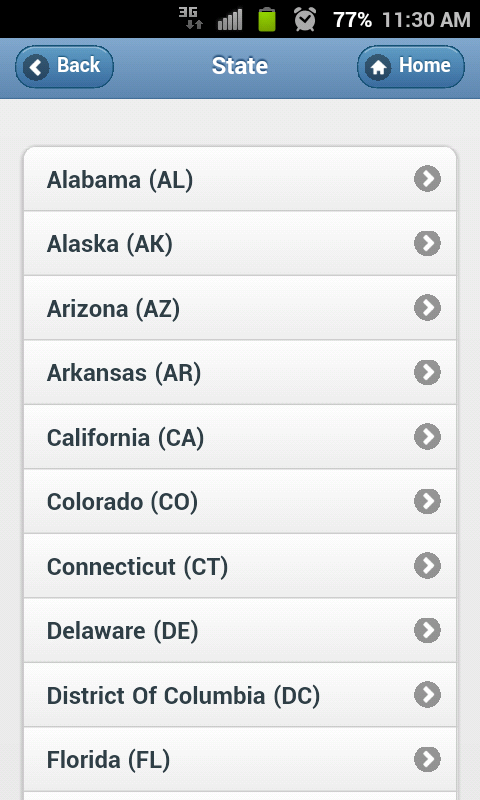 3G 77% 11:30 AM
Back State Home
Alabama (AL)
Alaska (AK)
Arizona (AZ)
Arkansas (AR)
California (CA)
Colorado (CO)
Connecticut (CT)
Delaware (DE)
District Of Columbia (DC)
Florida (FL)